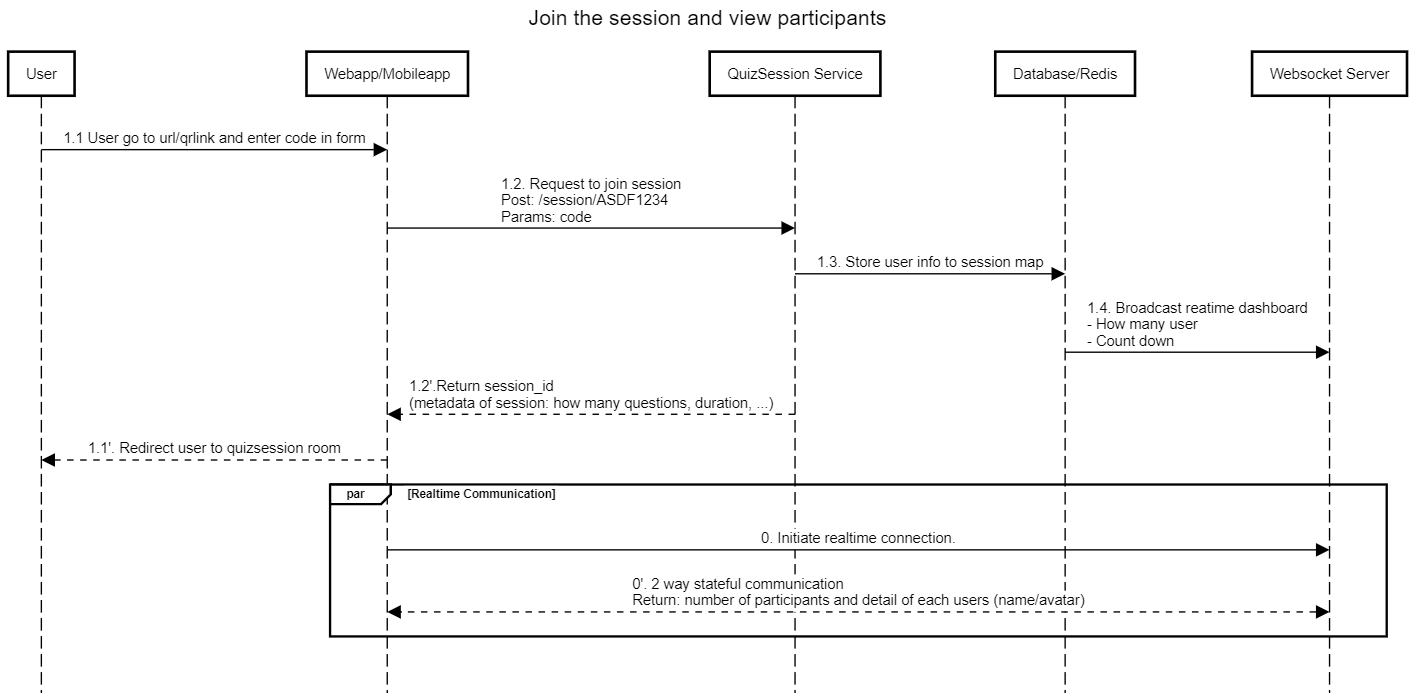 Join the session and view participants
User
Webapp/Mobileapp
QuizSession Service
Database/Redis
Websocket Server
1.1 User go to url/qrlink and enter code in form
1.2. Request to join session
Post: /session/ASDF1234
Params: code
1.3. Store user info to session map
1.4. Broadcast reatime dashboard
- How many user
- Count down
1.2'.Return session_id
(metadata of session: how many questions, duration, ...)
1.1'. Redirect user to quizsession room
par
[Realtime Communication]
0. Initiate realtime connection.
0'. 2 way stateful communication
Return: number of participants and detail of each users (name/avatar)